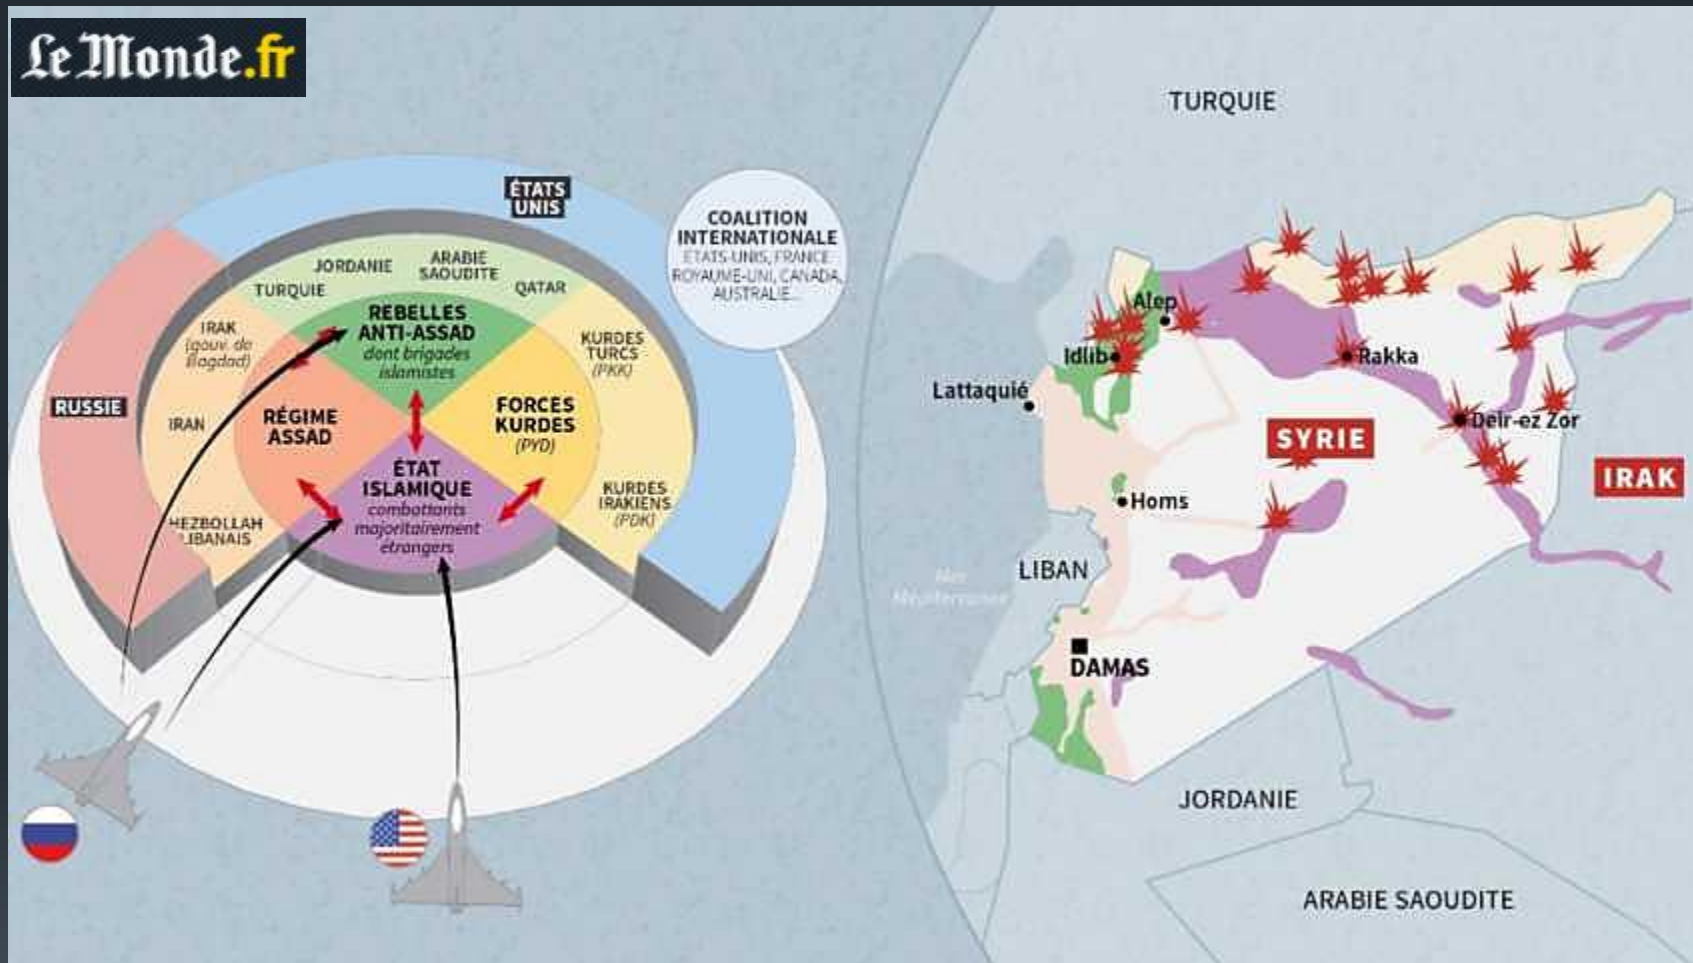 Le Monde.fr
ÉTATS
UNIS
COALITION
INTERNATIONALE
ETATS-UNIS, FRANCE
ROYAUME-UNI, CANADA,
AUSTRALIE...
JORDANIE
ARABIE
SAOUDITE
TURQUIE
QATAR
REBELLES
ANTI-ASSAD
dont brigades
islamistes
IRAK
(gouv. de
Bagdad)
KURDES
TURCS
(PKK)
RUSSIE
IRAN
RÉGIME
ASSAD
FORCES
KURDES
(PYD)
ÉTAT
ISLAMIQUE
combattants
majoritairement
étrangers
HEZBOLLAH
LIBANAIS
KURDES
IRAKIENS
(PDK)
TURQUIE
Alep
Idlib
Rakka
Lattaquié
Deir-ez Zor
SYRIE
IRAK
Homs
LIBAN
Mer
Méditerranée
DAMAS
JORDANIE
ARABIE SAOUDITE